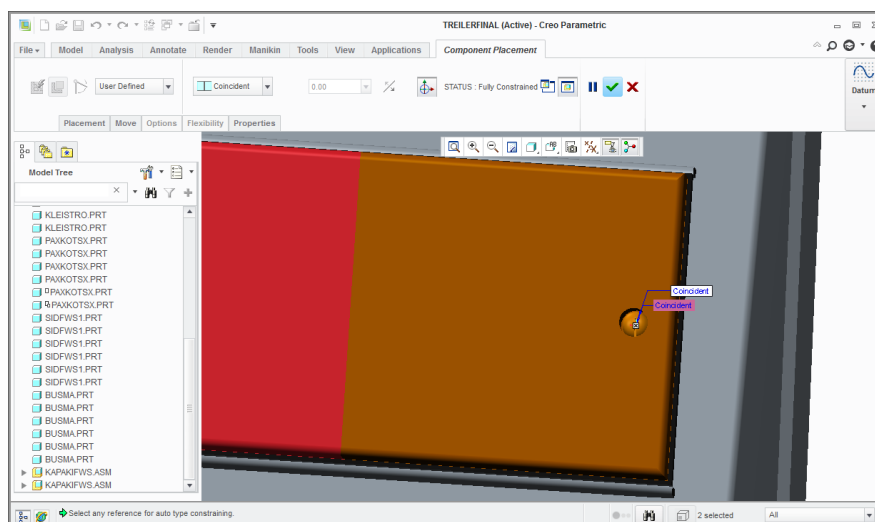 TREILERFINAL (Active) - Creo Parametric
File Model Analysis Annotate Render Manikin Tools View Applications Component Placement
User Defined Coincident 0.00 STATUS : Fully Constrained
Datum
Placement Move Options Flexibility Properties
Model Tree
KLEISTRO.PRT
KLEISTRO.PRT
PAXKOTSX.PRT
PAXKOTSX.PRT
PAXKOTSX.PRT
PAXKOTSX.PRT
PAXKOTSX.PRT
PAXKOTSX.PRT
SIDFWS1.PRT
SIDFWS1.PRT
SIDFWS1.PRT
SIDFWS1.PRT
SIDFWS1.PRT
SIDFWS1.PRT
BUSMA.PRT
BUSMA.PRT
BUSMA.PRT
BUSMA.PRT
BUSMA.PRT
BUSMA.PRT
KAPAKIFWS.ASM
KAPAKIFWS.ASM
Coincident
Coincident
Select any reference for auto type constraining.
2 selected All